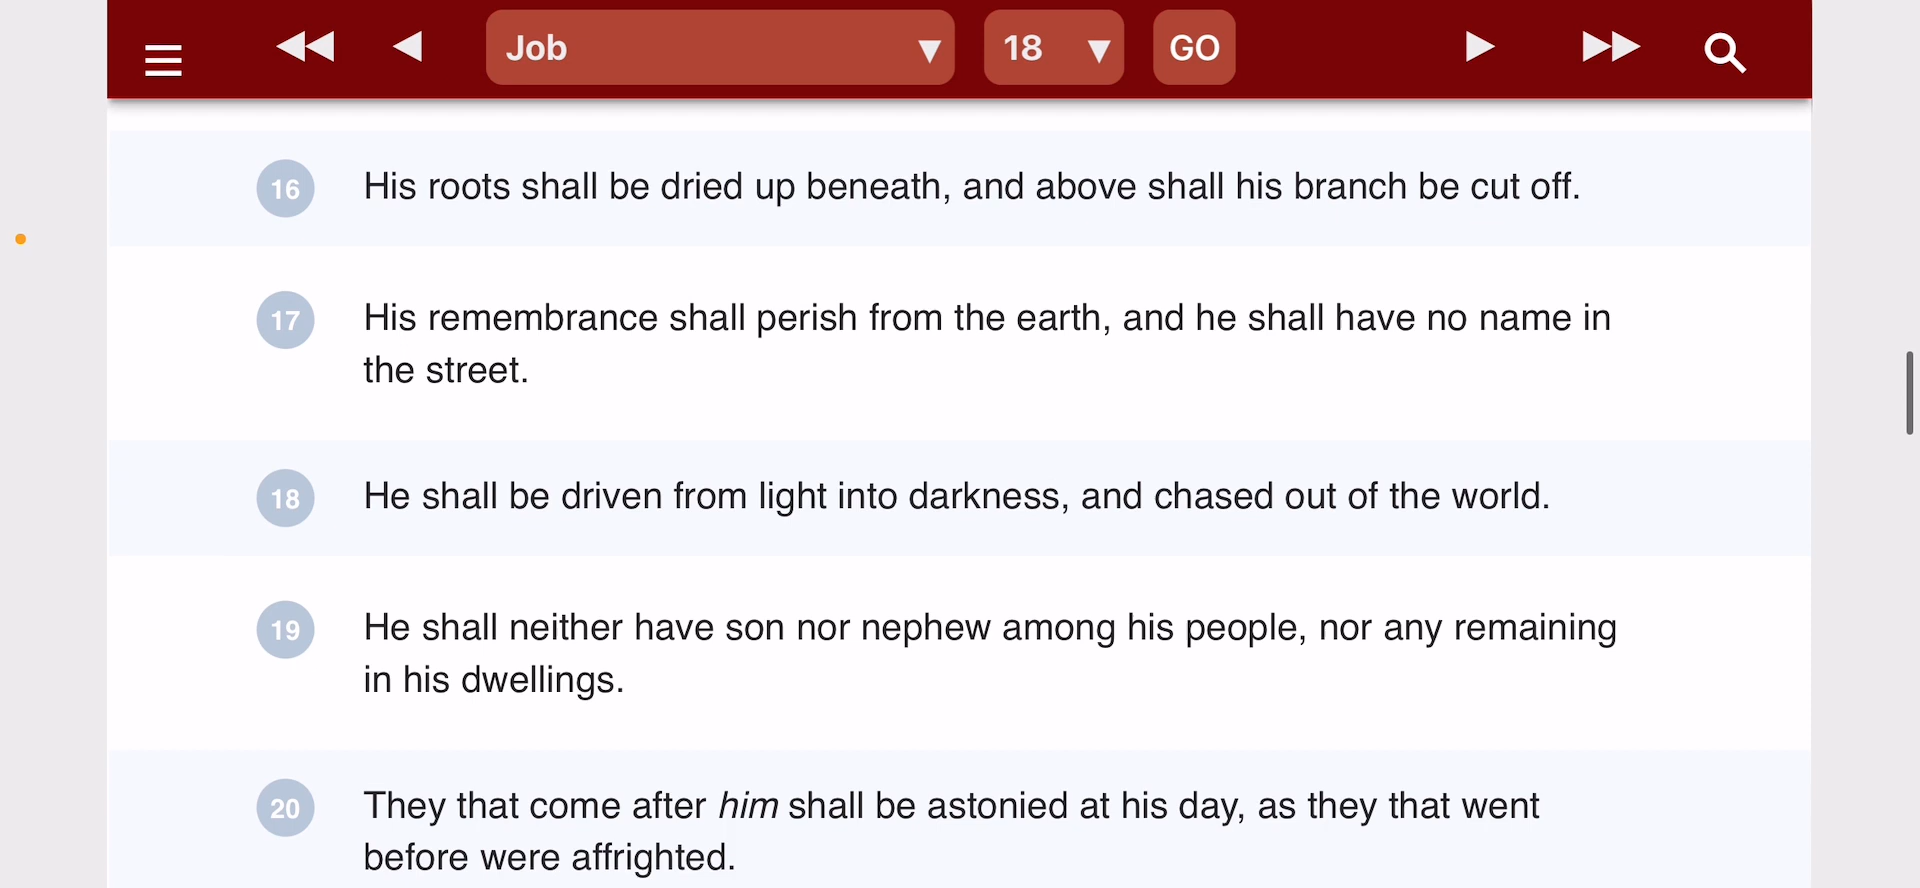 Job ▼ 18 ▼ GO
16 His roots shall be dried up beneath, and above shall his branch be cut off.
17 His remembrance shall perish from the earth, and he shall have no name in
the street.
18 He shall be driven from light into darkness, and chased out of the world.
19 He shall neither have son nor nephew among his people, nor any remaining
in his dwellings.
20 They that come after him shall be astonied at his day, as they that went
before were affrighted.